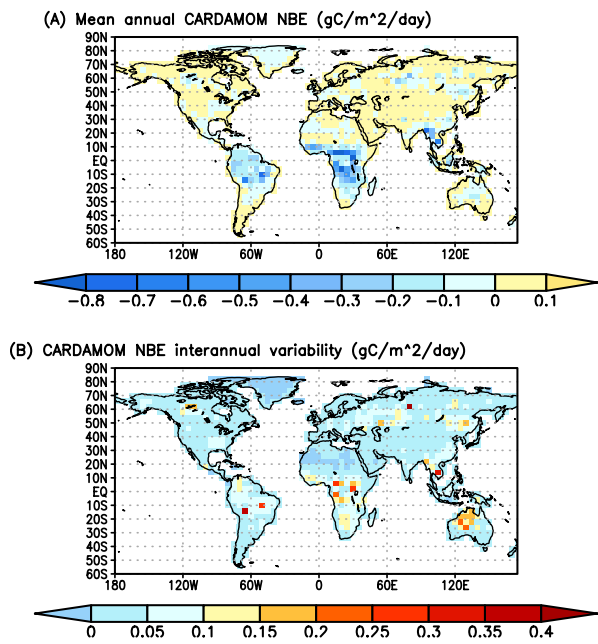 (A) Mean annual CARDAMOM NBE (gC/m^2/day)
90N
80N
70N
60N
50N
40N
30N
20N
10N
EQ
10S
20S
30S
40S
50S
60S
180 120W 60W 0 60E 120E
-0.8 -0.7 -0.6 -0.5 -0.4 -0.3 -0.2 -0.1 0 0.1
(B) CARDAMOM NBE interannual variability (gC/m^2/day)
90N
80N
70N
60N
50N
40N
30N
20N
10N
EQ
10S
20S
30S
40S
50S
60S
180 120W 60W 0 60E 120E
0 0.05 0.1 0.15 0.2 0.25 0.3 0.35 0.4